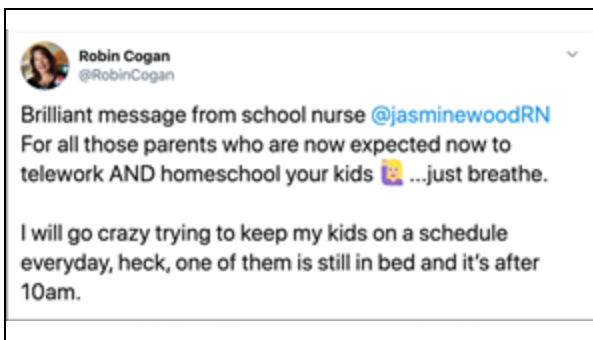 Robin Cogan
@RobinCogan
Brilliant message from school nurse @jasminewoodRN
For all those parents who are now expected now to
telework AND homeschool your kids 🙋🏼‍♀️ ...just breathe.
I will go crazy trying to keep my kids on a schedule
everyday, heck, one of them is still in bed and it's after
10am.